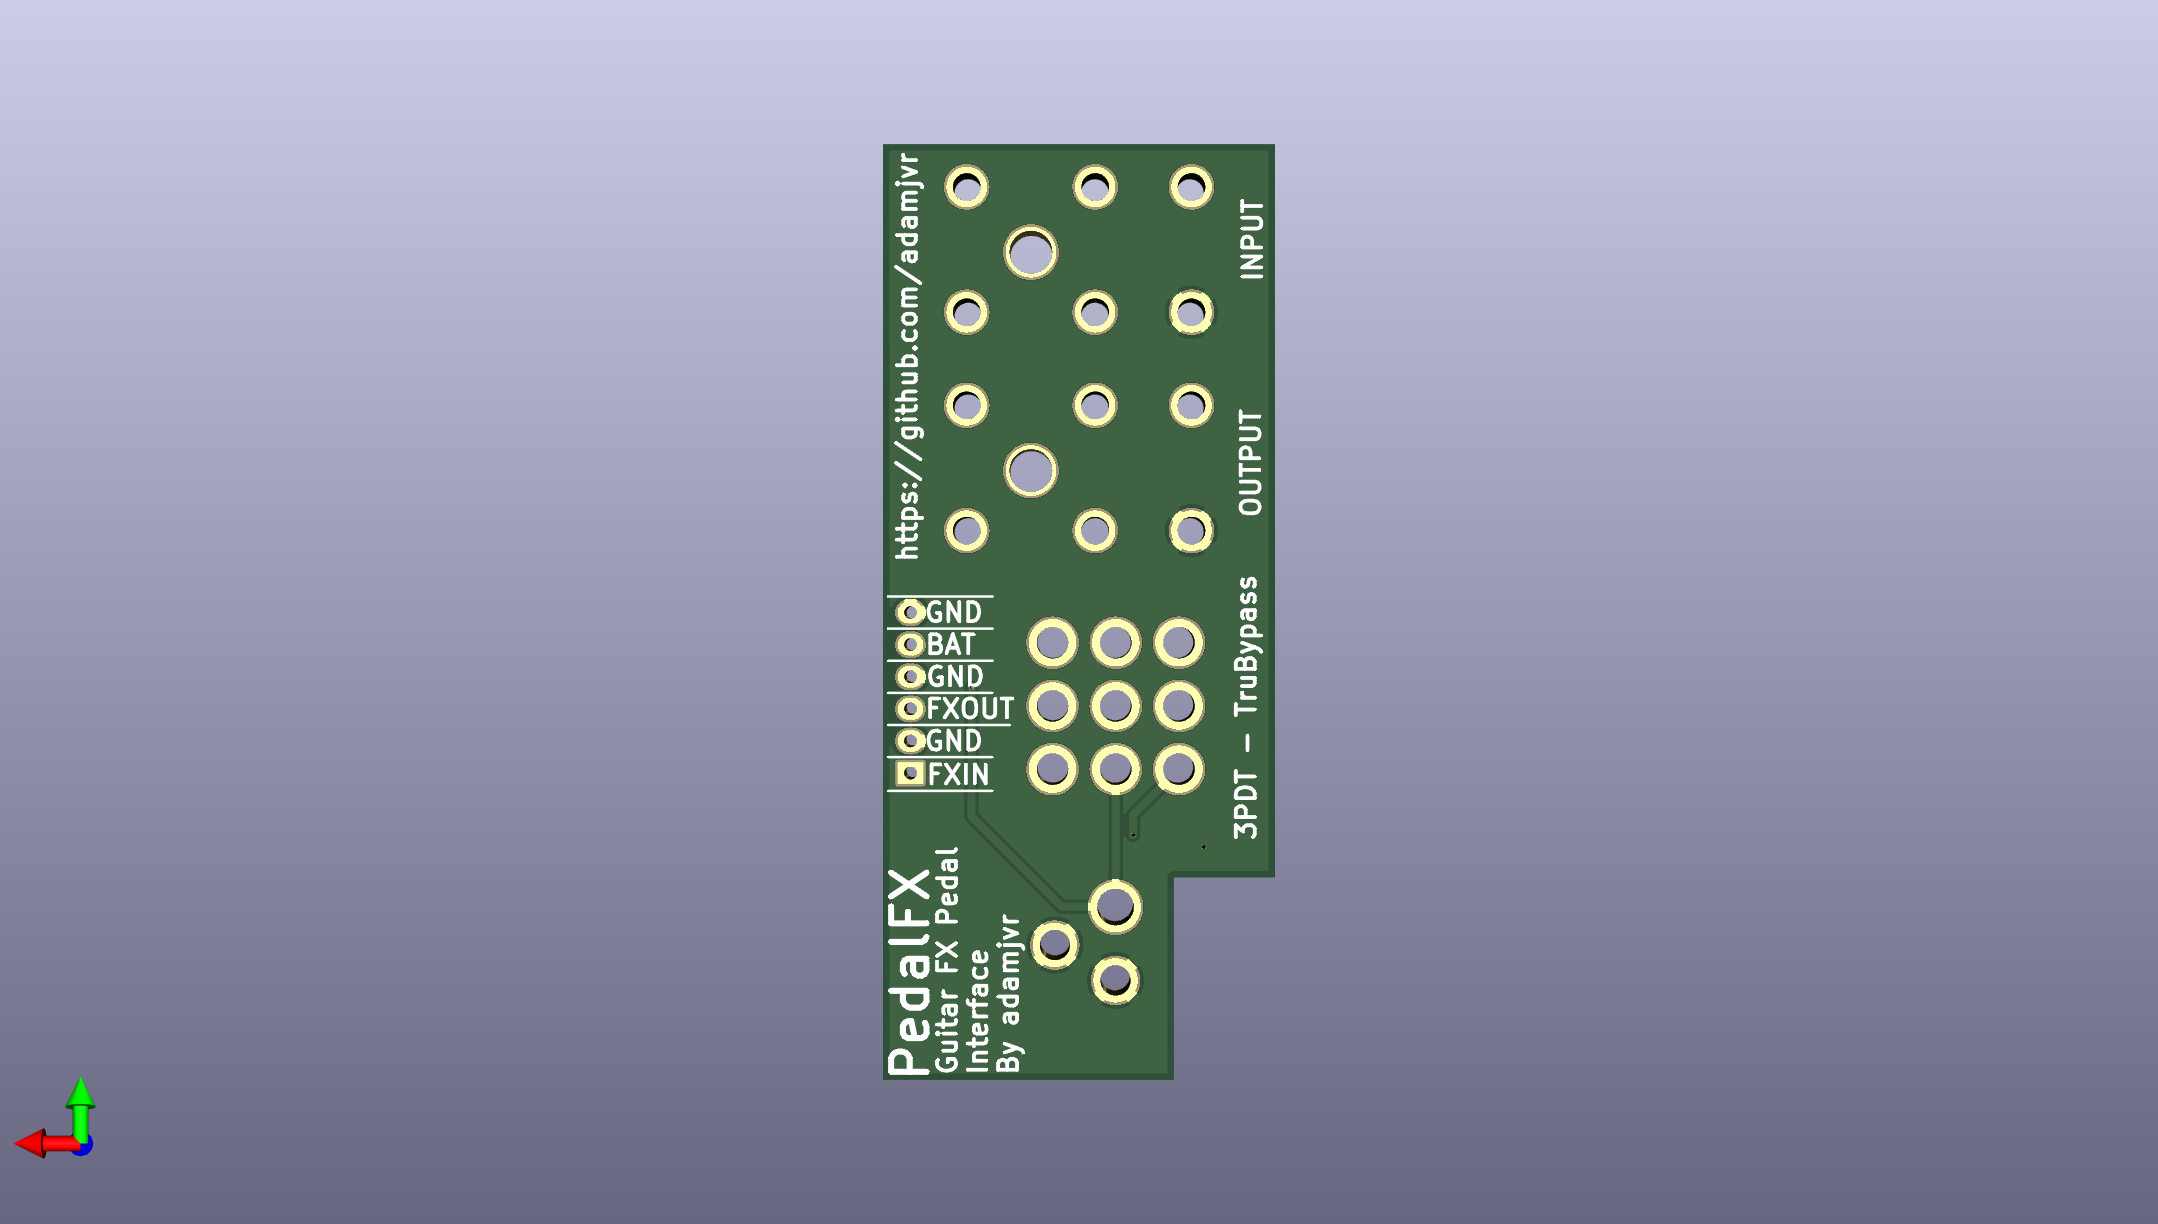 https://github.com/adamjvr
INPUT
OUTPUT
GND
BAT
GND
FXOUT
GND
FXIN
3PDT - TruBypass
PedalFX
Guitar FX Pedal
Interface
By adamjvr